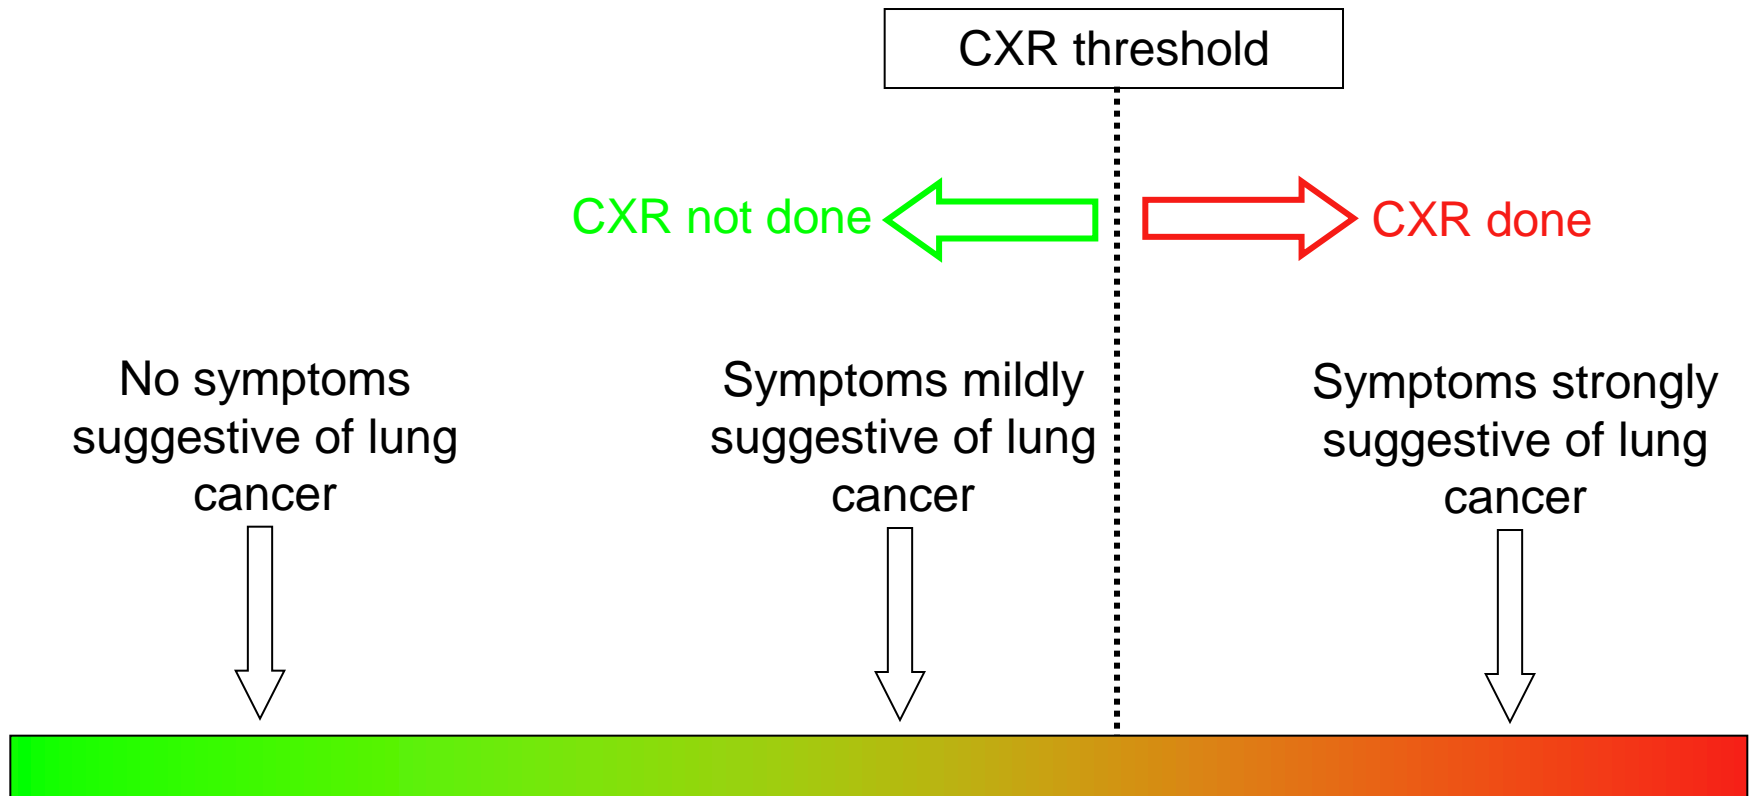 CXR threshold
CXR not done
CXR done
No symptoms
suggestive of lung
cancer
Symptoms mildly
suggestive of lung
cancer
Symptoms strongly
suggestive of lung
cancer